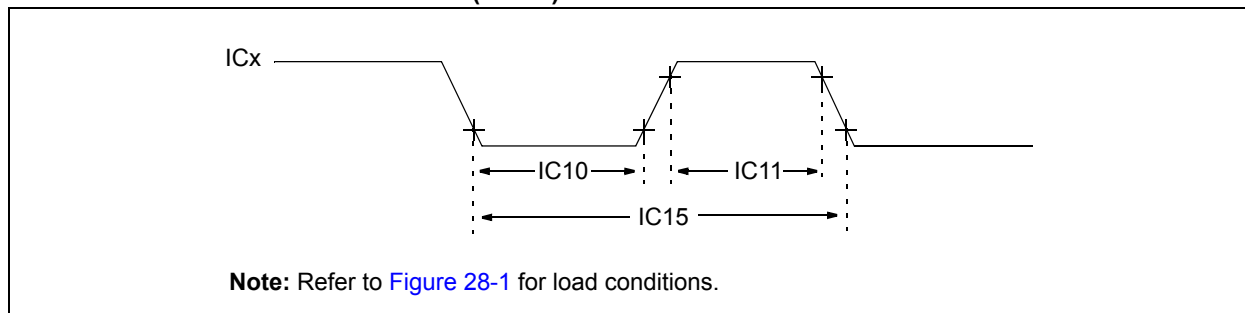 ICx
IC10
IC11
IC15
Note: Refer to Figure 28-1 for load conditions.